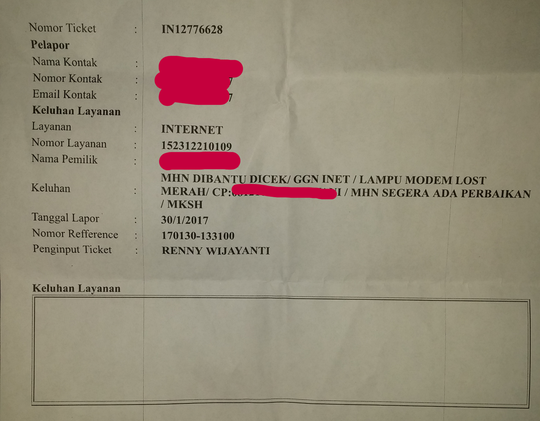 Nomor Ticket : IN12776628
Pelapor
Nama Kontak :
Nomor Kontak : 7
Email Kontak : 7
Keluhan Layanan
Layanan : INTERNET
Nomor Layanan : 152312210109
Nama Pemilik :
Keluhan : MHN DIBANTU DICEK/ GGN INET / LAMPU MODEM LOST
MERAH/ CP: / MHN SEGERA ADA PERBAIKAN
/ MKSH
Tanggal Lapor : 30/1/2017
Nomor Refference : 170130-133100
Penginput Ticket : RENNY WIJAYANTI
Keluhan Layanan